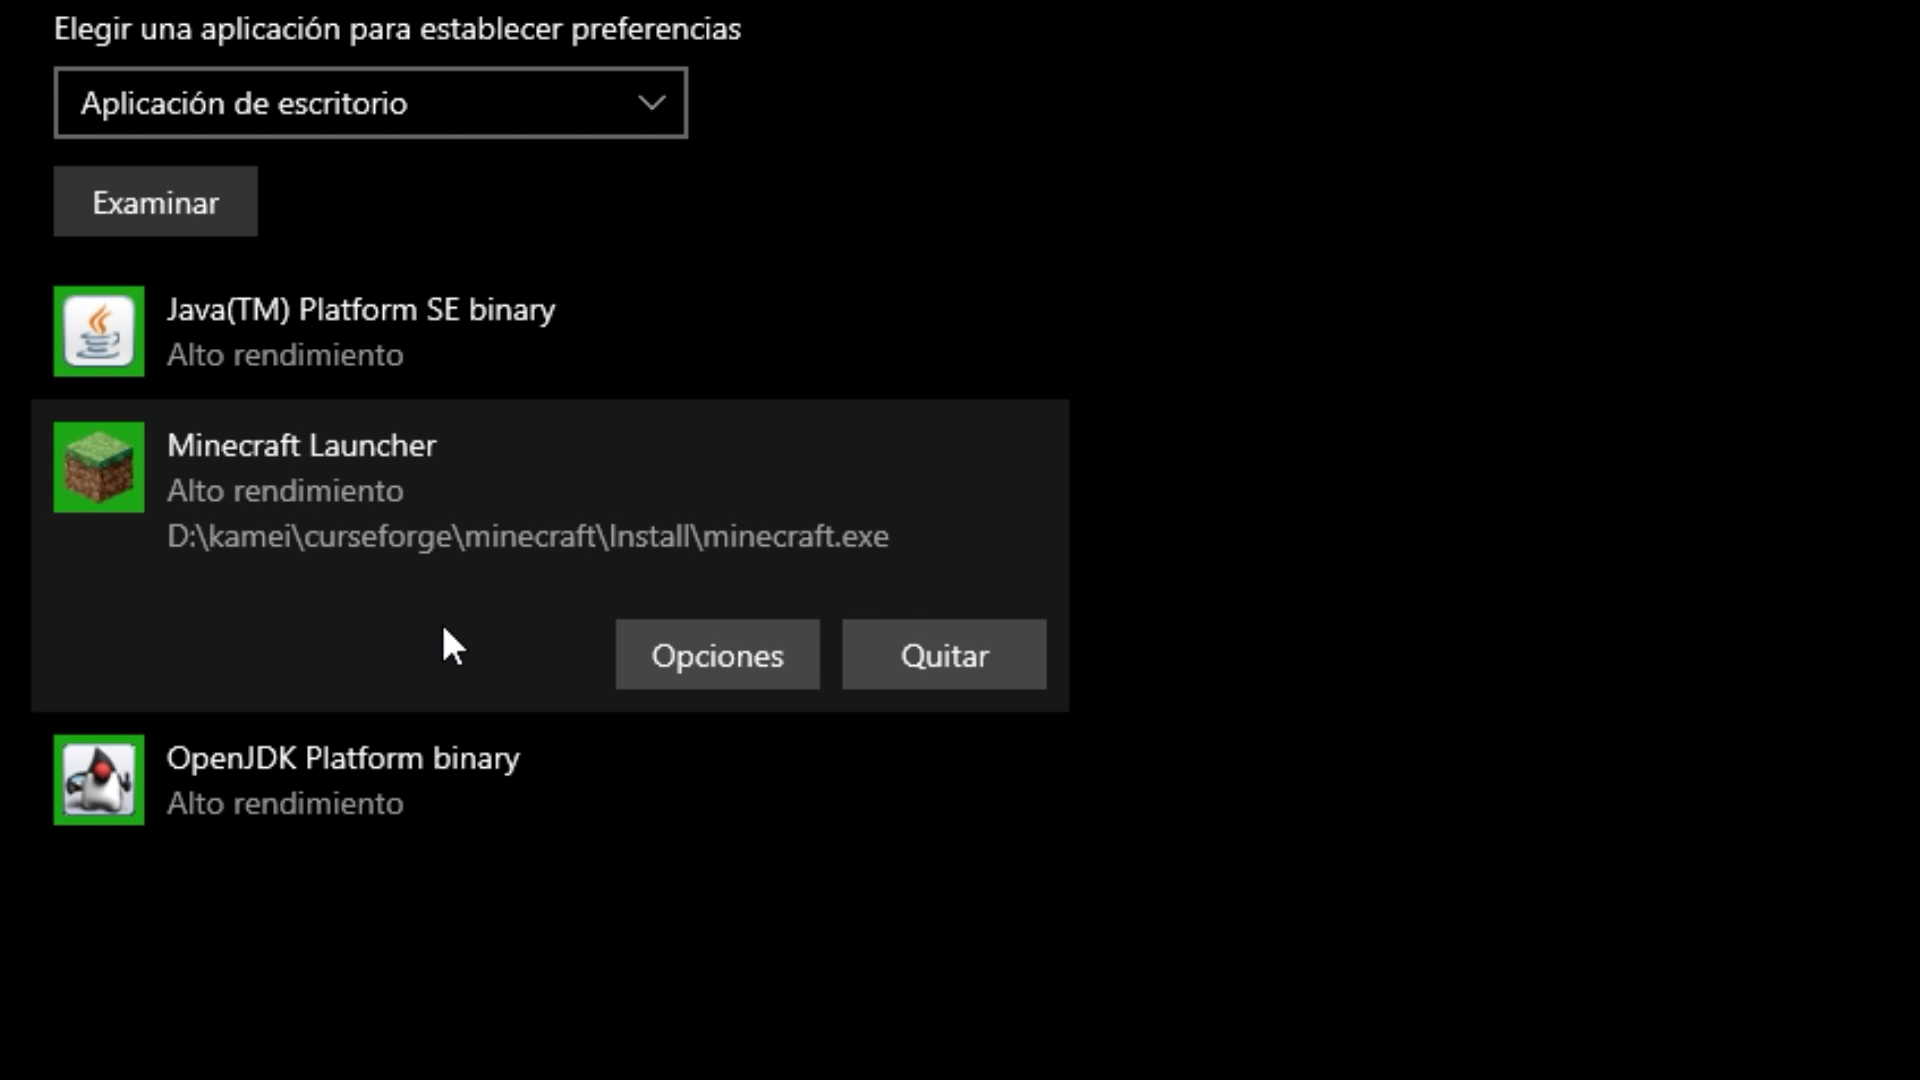 Elegir una aplicación para establecer preferencias
Aplicación de escritorio
Examinar
Java(TM) Platform SE binary
Alto rendimiento
Minecraft Launcher
Alto rendimiento
D:\kamei\curseforge\minecraft\Install\minecraft.exe
Opciones
Quitar
OpenJDK Platform binary
Alto rendimiento